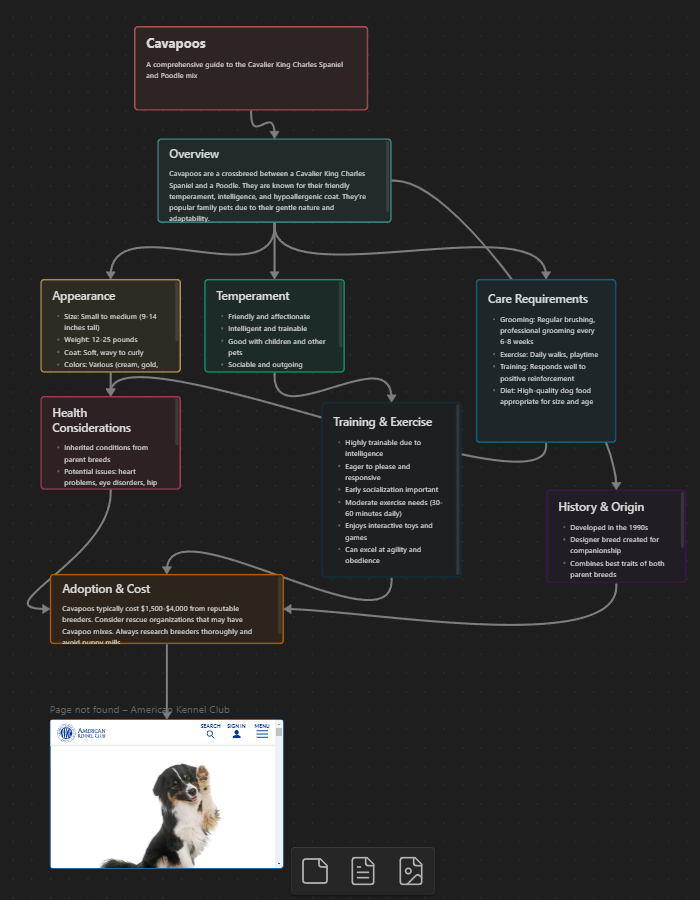 Cavapoos
A comprehensive guide to the Cavalier King Charles Spaniel
and Poodle mix
Overview
Cavapoos are a crossbreed between a Cavalier King Charles
Spaniel and a Poodle. They are known for their friendly
temperament, intelligence, and hypoallergenic coat. They're
popular family pets due to their gentle nature and
adaptability.
Appearance
Size: Small to medium (9-14
inches tall)
Weight: 12-25 pounds
Coat: Soft, wavy to curly
Colors: Various (cream, gold,
Temperament
Friendly and affectionate
Intelligent and trainable
Good with children and other
pets
Sociable and outgoing
Care Requirements
Grooming: Regular brushing,
professional grooming every
6-8 weeks
Exercise: Daily walks, playtime
Training: Responds well to
positive reinforcement
Diet: High-quality dog food
appropriate for size and age
Health
Considerations
Inherited conditions from
parent breeds
Potential issues: heart
problems, eye disorders, hip
Training & Exercise
Highly trainable due to
intelligence
Eager to please and
responsive
Early socialization important
Moderate exercise needs (30-
60 minutes daily)
Enjoys interactive toys and
games
Can excel at agility and
obedience
History & Origin
Developed in the 1990s
Designer breed created for
companionship
Combines best traits of both
parent breeds
Adoption & Cost
Cavapoos typically cost $1,500-$4,000 from reputable
breeders. Consider rescue organizations that may have
Cavapoo mixes. Always research breeders thoroughly and
avoid puppy mills.
Page not found – American Kennel Club
AMERICAN
KENNEL CLUB
SEARCH SIGN IN MENU